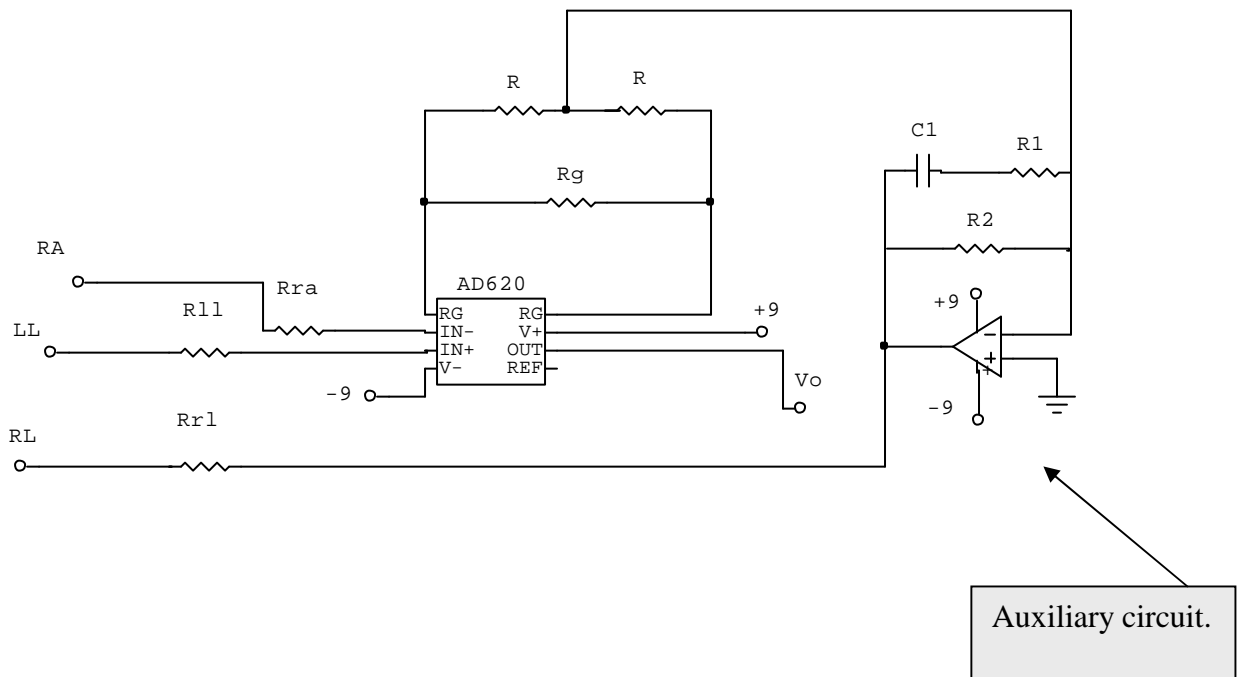 R R
C1
R1
Rg
R2
RA
Rra
AD620
Rll
+9
+9
RG RG
LL
IN- V+
IN+ OUT
V- REF
-
+
+
-9
Vo
-9
Rrl
RL
Auxiliary circuit.